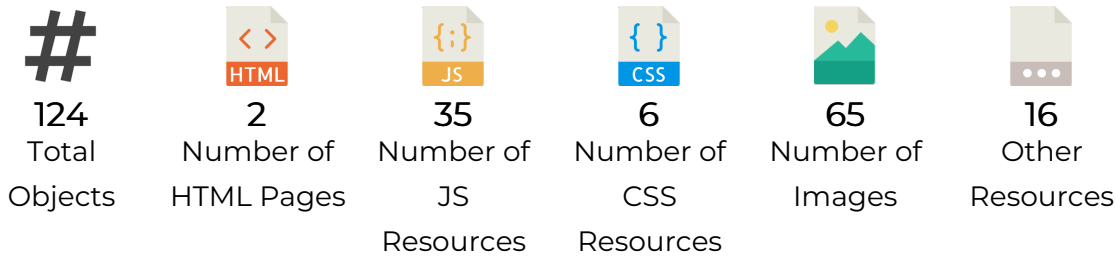 #
< >
HTML
{;}
JS
{ }
CSS
124
Total
Objects
2
Number of
HTML Pages
35
Number of
JS
Resources
6
Number of
CSS
Resources
65
Number of
Images
16
Other
Resources